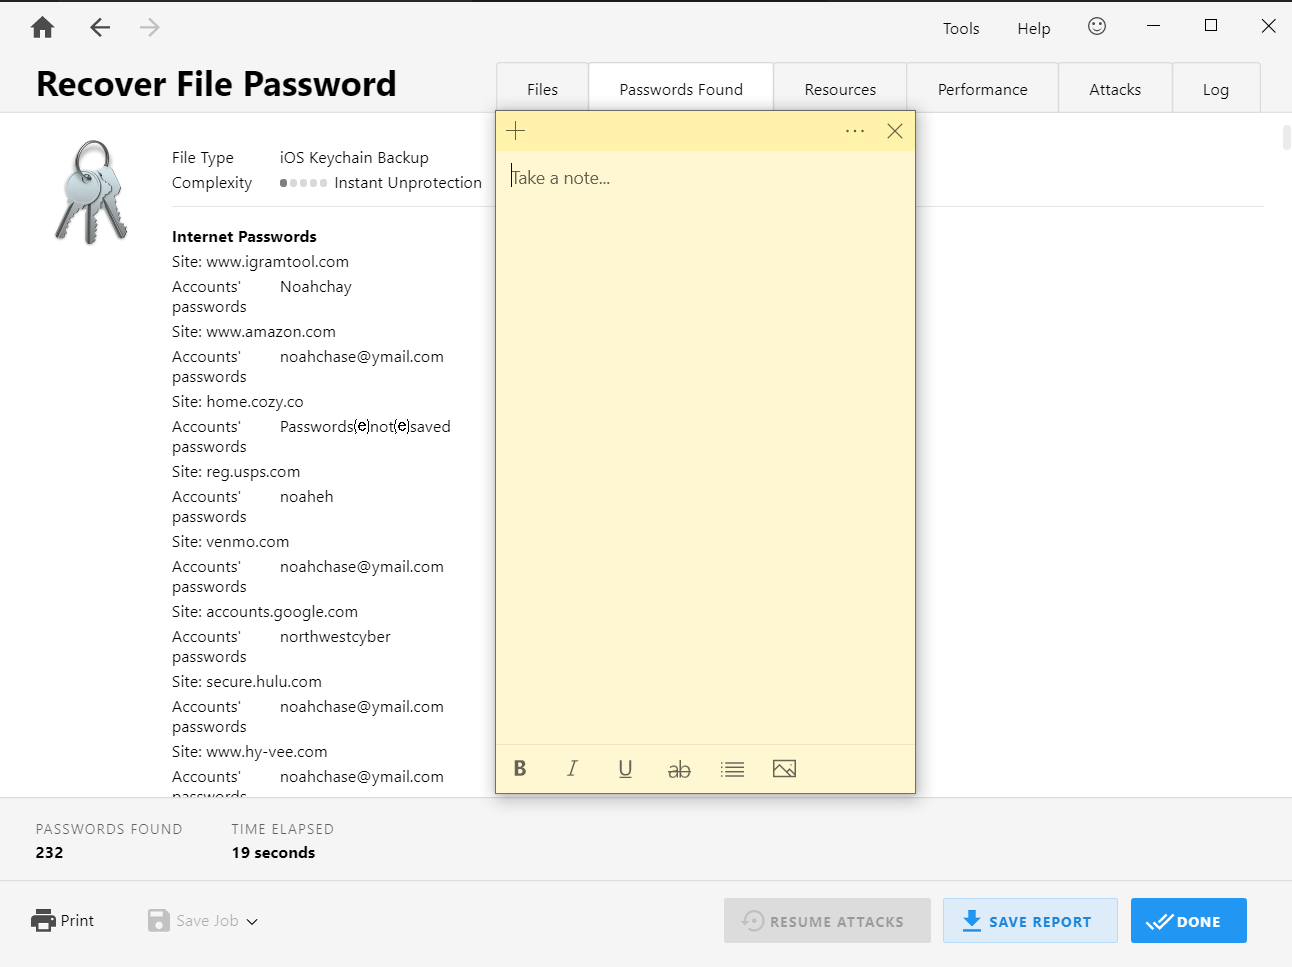 Tools Help
Recover File Password
Files Passwords Found Resources Performance Attacks Log
File Type iOS Keychain Backup
Complexity Instant Unprotection
Take a note...
Internet Passwords
Site: www.igramtool.com
Accounts' Noahchay
passwords
Site: www.amazon.com
Accounts' noahchase@ymail.com
passwords
Site: home.cozy.co
Accounts' Passwords⒠not⒠saved
passwords
Site: reg.usps.com
Accounts' noaheh
passwords
Site: venmo.com
Accounts' noahchase@ymail.com
passwords
Site: accounts.google.com
Accounts' northwestcyber
passwords
Site: secure.hulu.com
Accounts' noahchase@ymail.com
passwords
Site: www.hy-vee.com
Accounts' noahchase@ymail.com
passwords
B I U ab
PASSWORDS FOUND TIME ELAPSED
232 19 seconds
Print Save Job RESUME ATTACKS SAVE REPORT DONE